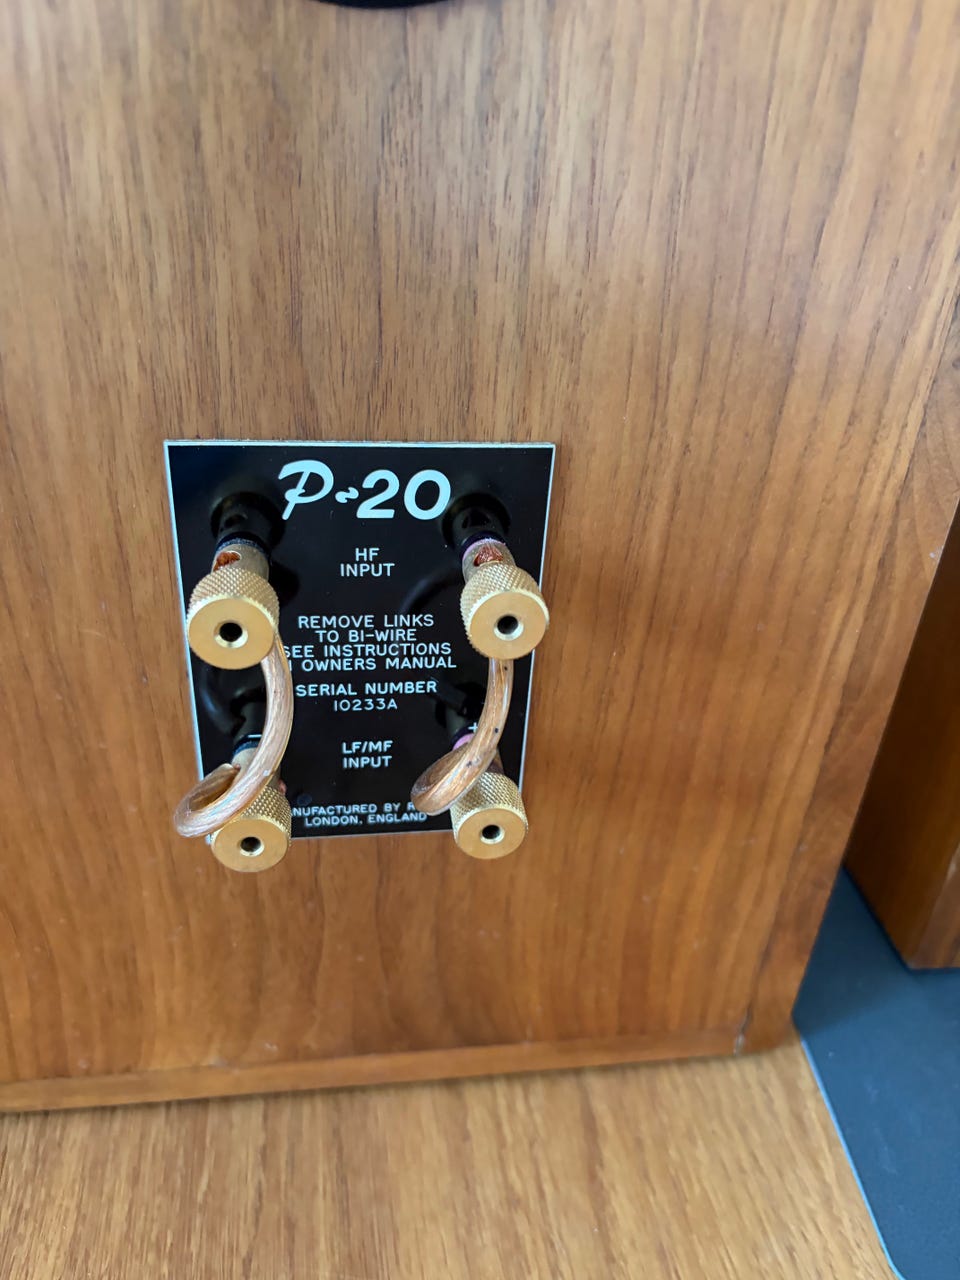 P~20
HF
INPUT
REMOVE LINKS
TO BI-WIRE
SEE INSTRUCTIONS
OWNERS MANUAL
SERIAL NUMBER
10233A
−
+
LF/MF
INPUT
BY
LONDON, ENGLAND